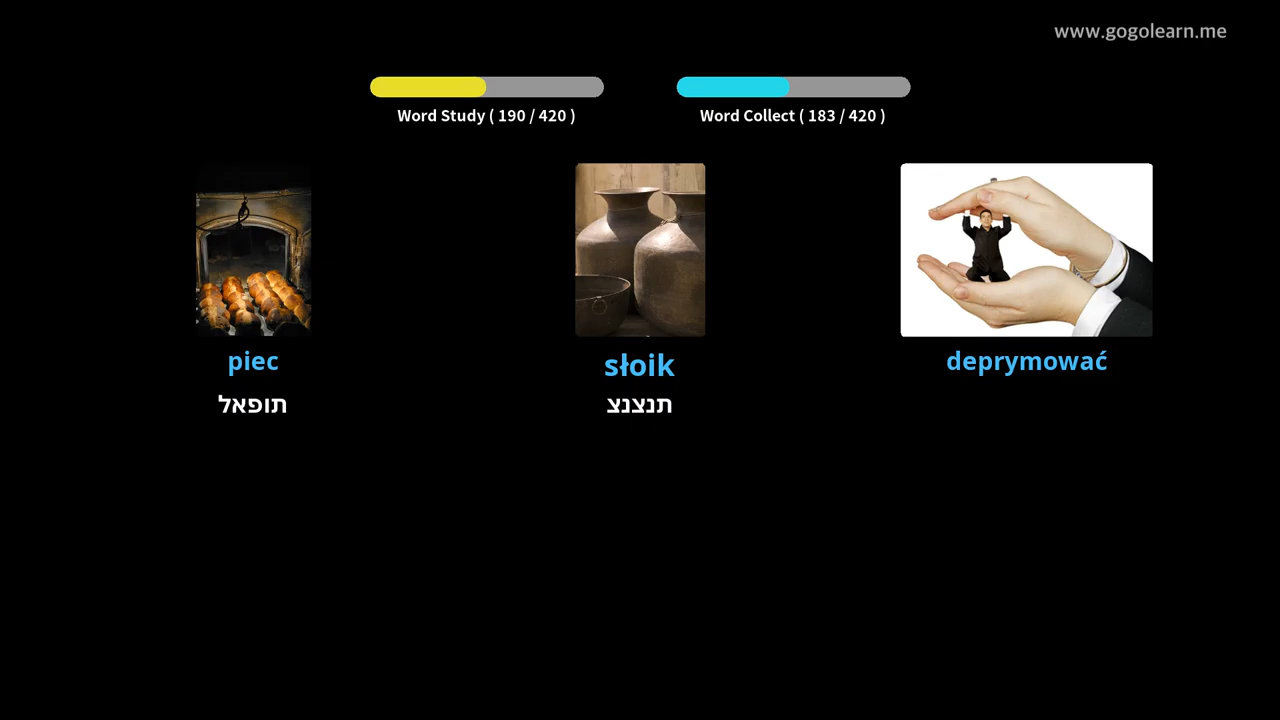 www.gogolearn.me
Word Study ( 190 / 420 )
Word Collect ( 183 / 420 )
piec
słoik
deprymować
תופאל
תנצנצ